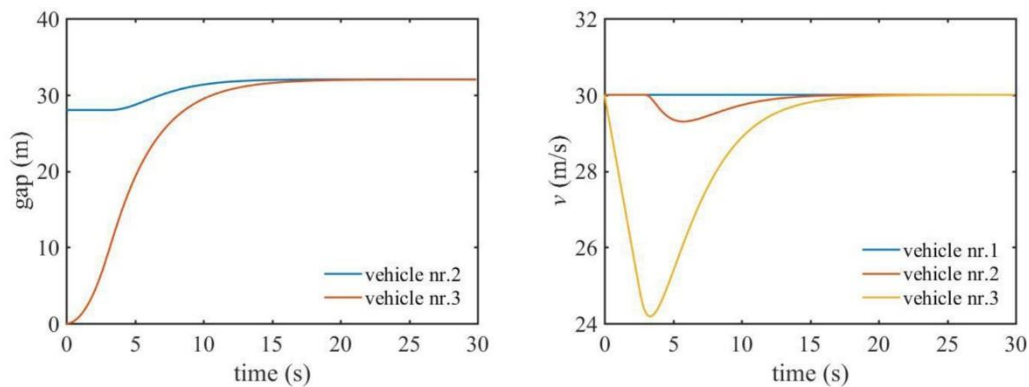 40
30
20
10
0
gap (m)
vehicle nr.2
vehicle nr.3
0 5 10 15 20 25 30
time (s)
32
30
28
26
24
v (m/s)
vehicle nr.1
vehicle nr.2
vehicle nr.3
0 5 10 15 20 25 30
time (s)